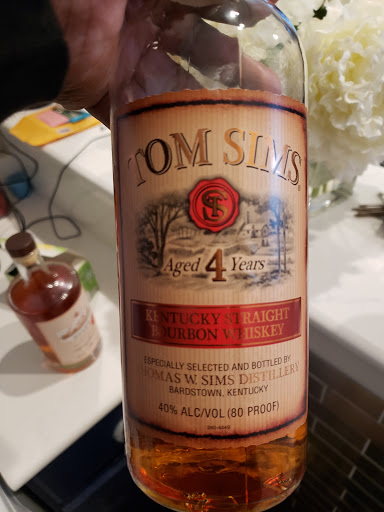 TOM SIMS
TS
Aged 4 Years
KENTUCKY STRAIGHT
BOURBON WHISKEY
ESPECIALLY SELECTED AND BOTTLED BY
THOMAS W. SIMS DISTILLERY
BARDSTOWN, KENTUCKY
40% ALC/VOL (80 PROOF)